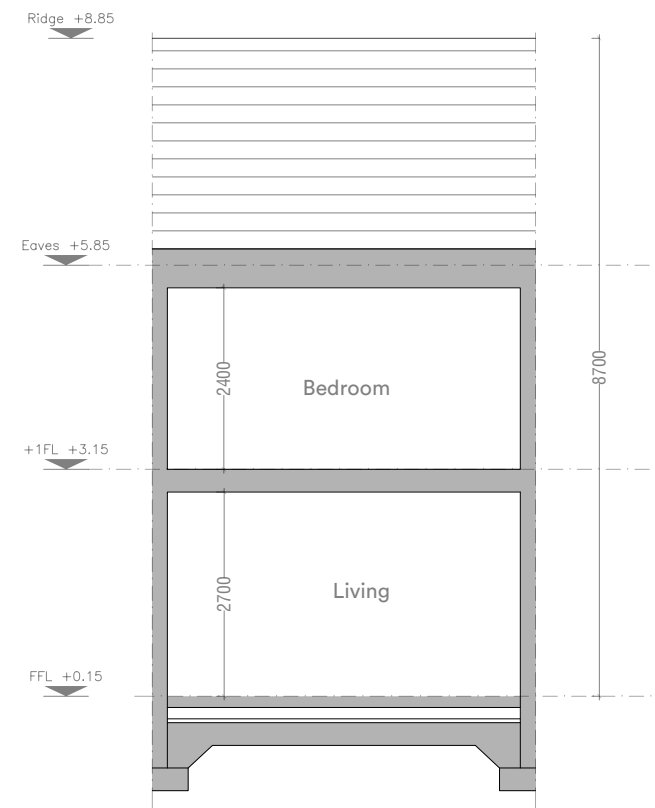 Ridge +8.85
Eaves +5.85
2400
Bedroom
8700
+1FL +3.15
2700
Living
FFL +0.15